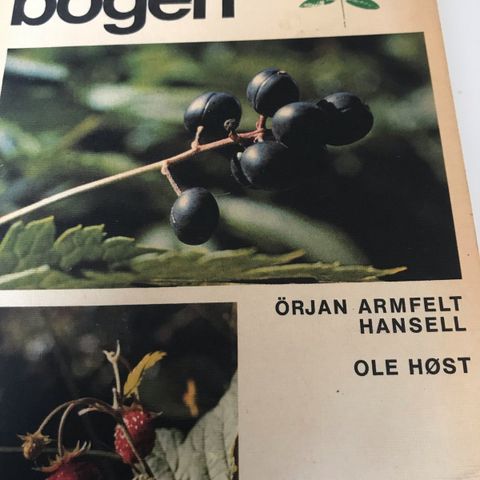 bogen
ÖRJAN ARMFELT
HANSELL
OLE HØST